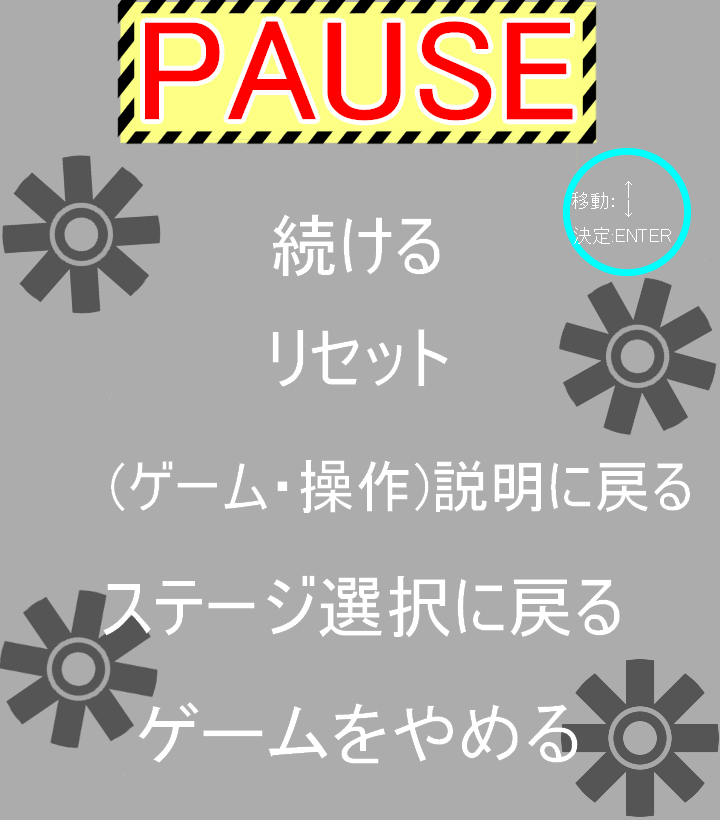 PAUSE
移動: ↑↓
決定:ENTER
続ける
リセット
(ゲーム・操作)説明に戻る
ステージ選択に戻る
ゲームをやめる